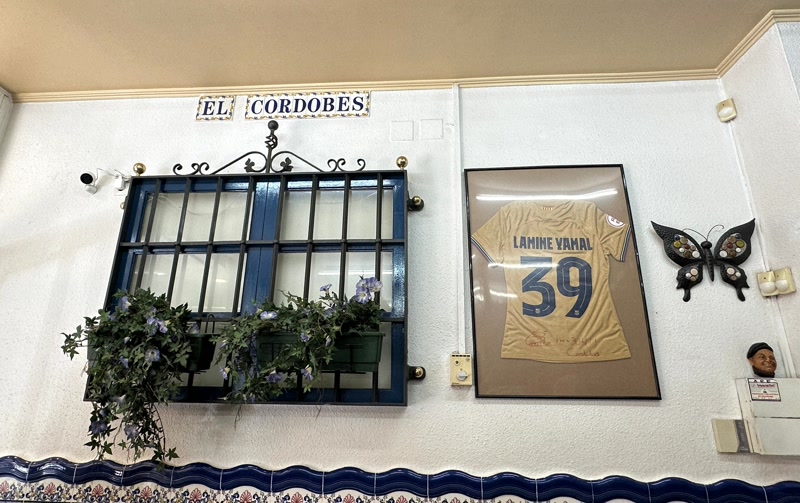 EL CORDOBES
LAMINE YAMAL
39